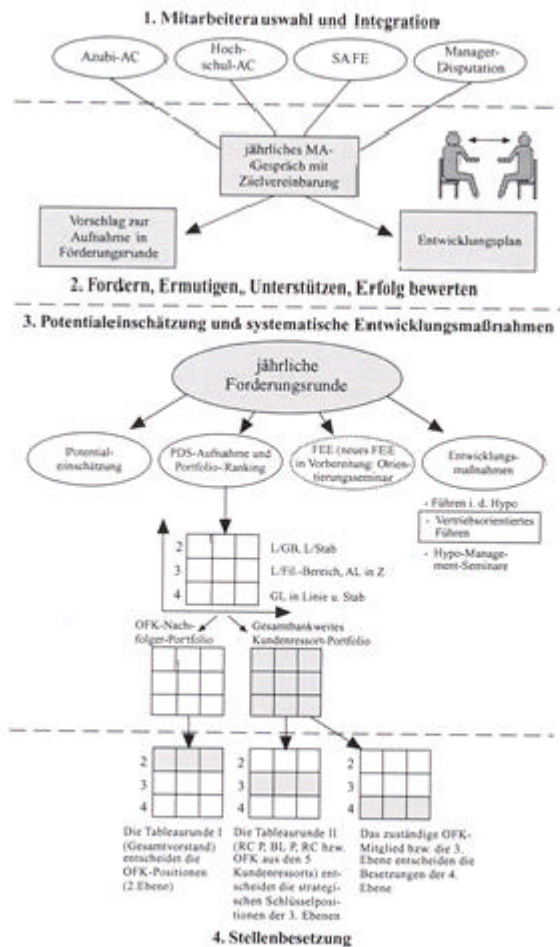 1. Mitarbeiterauswahl und Integration
Azubi-AC
Hoch-
schul-AC
SAFE
Manager-
Disputation
jährliches MA-
Gespräch mit
Zielvereinbarung
Vorschlag zur
Aufnahme in
Förderungsrunde
Entwicklungsplan
2. Fordern, Ermutigen, Unterstützen, Erfolg bewerten
3. Potentialeinschätzung und systematische Entwicklungsmaßnahmen
jährliche
Forderungsrunde
Potential-
einschätzung
PDS-Aufnahme und
Portfolio-Ranking
FEE (neues FEE
in Vorbereitung: Orien-
tierungsseminar
Entwicklungs-
maßnahmen
- Führen i. d. Hypo
- Vertriebsorientiertes
Führen
- Hypo-Manage-
ment-Seminare
2 L/GB, L/Stab
3 L/Fil.-Bereich, AL in Z
4 GL in Linie u. Stab
OFK-Nach-
folger-Portfolio
Gesamtbankweites
Kundenressort-Portfolio
2
3
4
2
3
4
2
3
4
Die Tableaurunde I
(Gesamtvorstand)
entscheidet die
OFK-Positionen
(2.Ebene)
Die Tableaurunde II
(RC P, BL P, RC bzw.
OFK aus den 5
Kundenressorts) ent-
scheidet die strategi-
schen Schlüsselposi-
tionen der 3. Ebenen
Das zuständige OFK-
Mitglied bzw. die 3.
Ebene entscheiden die
Besetzungen der 4.
Ebene
4. Stellenbesetzung